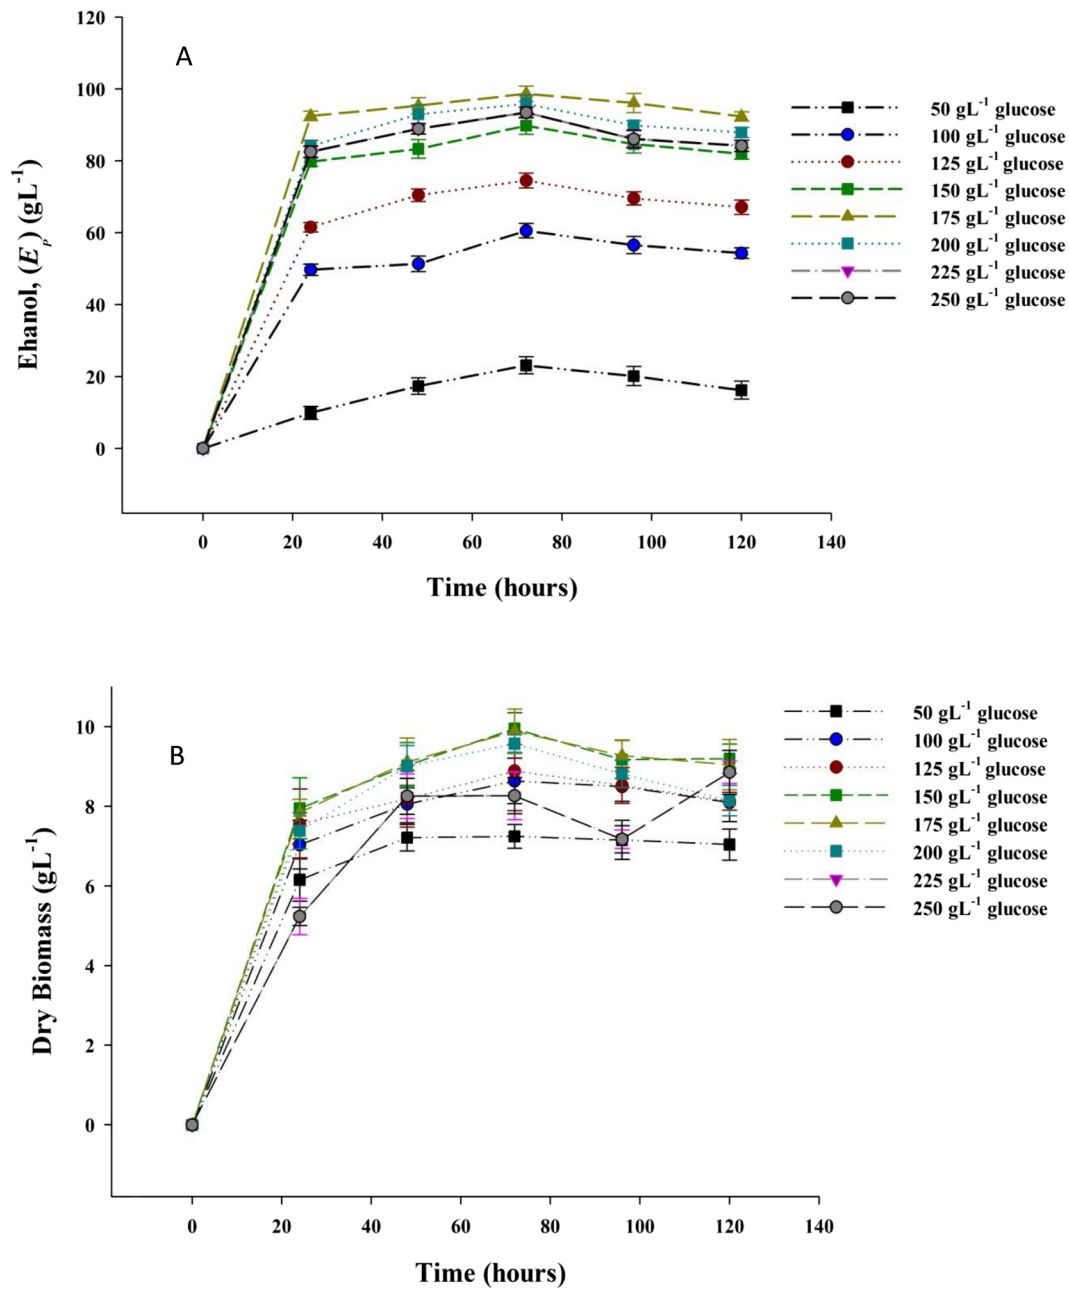 A
120
100
80
60
40
20
0
Ehanol, (E_P) (gL⁻¹)
0 20 40 60 80 100 120 140
Time (hours)
50 gL⁻¹ glucose
100 gL⁻¹ glucose
125 gL⁻¹ glucose
150 gL⁻¹ glucose
175 gL⁻¹ glucose
200 gL⁻¹ glucose
225 gL⁻¹ glucose
250 gL⁻¹ glucose
B
10
8
6
4
2
0
Dry Biomass (gL⁻¹)
0 20 40 60 80 100 120 140
Time (hours)
50 gL⁻¹ glucose
100 gL⁻¹ glucose
125 gL⁻¹ glucose
150 gL⁻¹ glucose
175 gL⁻¹ glucose
200 gL⁻¹ glucose
225 gL⁻¹ glucose
250 gL⁻¹ glucose